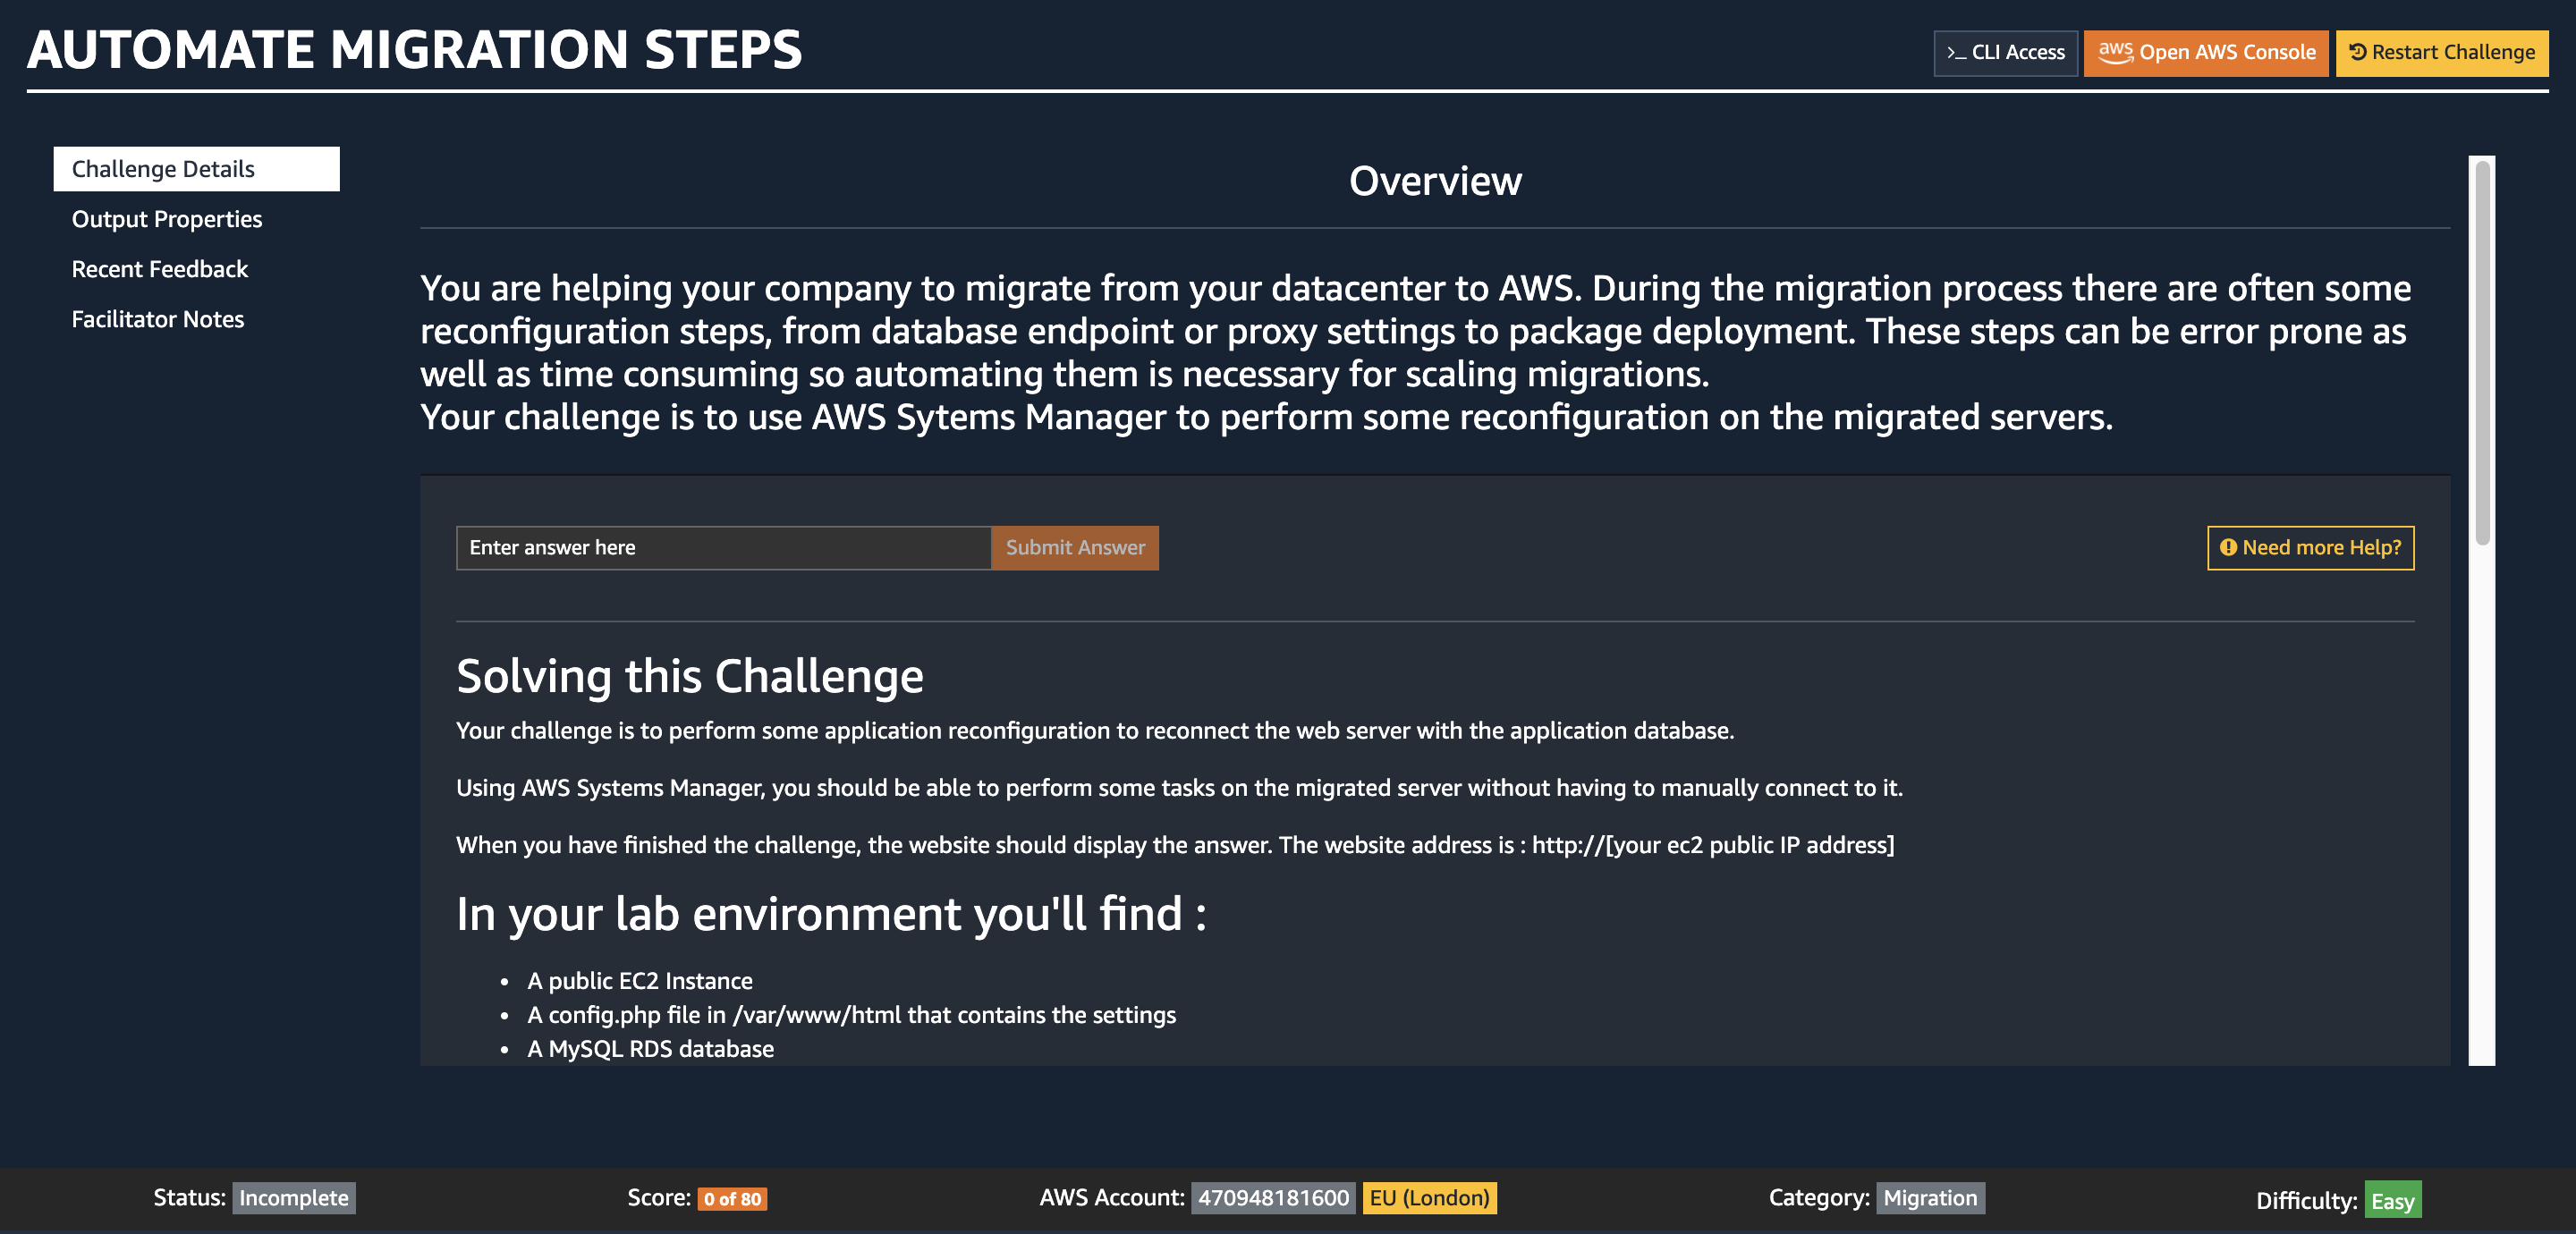 AUTOMATE MIGRATION STEPS
>_ CLI Access
aws Open AWS Console
Restart Challenge
Challenge Details
Output Properties
Recent Feedback
Facilitator Notes
Overview
You are helping your company to migrate from your datacenter to AWS. During the migration process there are often some
reconfiguration steps, from database endpoint or proxy settings to package deployment. These steps can be error prone as
well as time consuming so automating them is necessary for scaling migrations.
Your challenge is to use AWS Sytems Manager to perform some reconfiguration on the migrated servers.
Enter answer here
Submit Answer
Need more Help?
Solving this Challenge
Your challenge is to perform some application reconfiguration to reconnect the web server with the application database.
Using AWS Systems Manager, you should be able to perform some tasks on the migrated server without having to manually connect to it.
When you have finished the challenge, the website should display the answer. The website address is : http://[your ec2 public IP address]
In your lab environment you'll find :
• A public EC2 Instance
• A config.php file in /var/www/html that contains the settings
• A MySQL RDS database
Status: Incomplete
Score: 0 of 80
AWS Account: 470948181600 EU (London)
Category: Migration
Difficulty: Easy